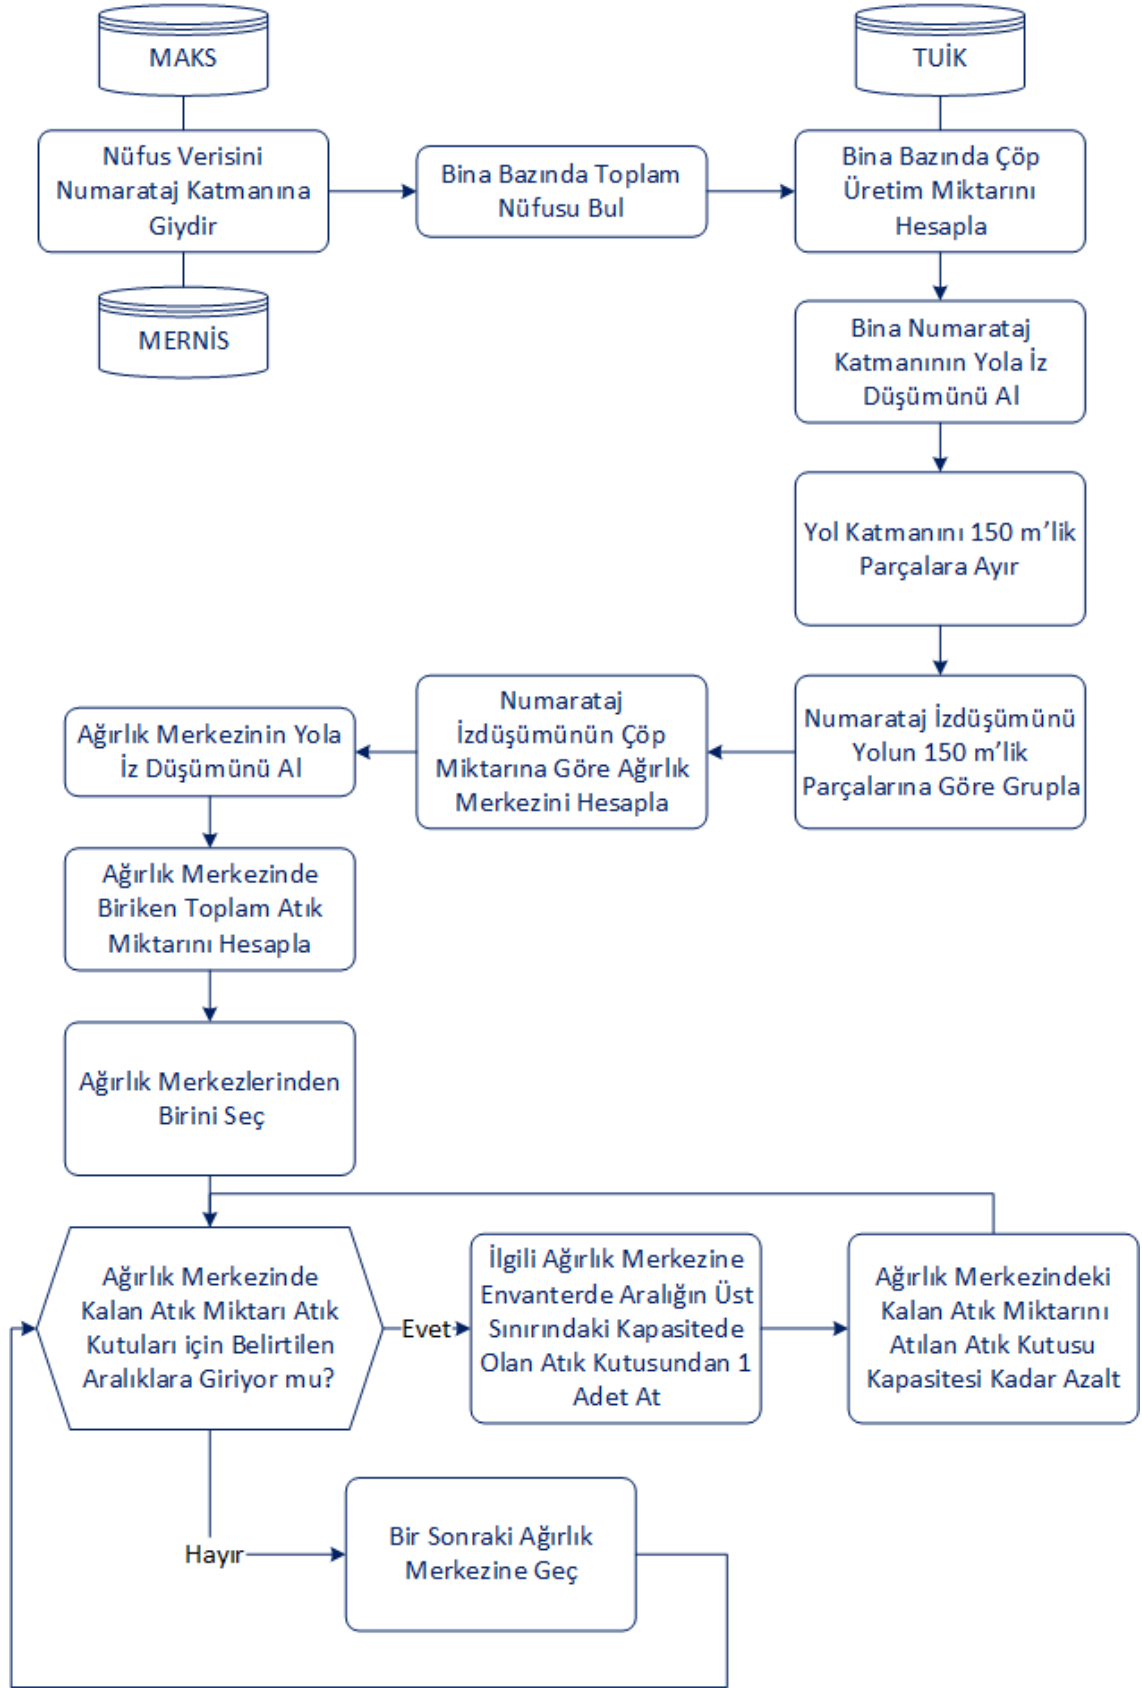 MAKS
TUİK
Nüfus Verisini
Numarataj Katmanına
Giydir
Bina Bazında Toplam
Nüfusu Bul
Bina Bazında Çöp
Üretim Miktarını
Hesapla
MERNİS
Bina Numarataj
Katmanının Yola İz
Düşümünü Al
Yol Katmanını 150 m’lik
Parçalara Ayır
Numarataj İzdüşümünü
Yolun 150 m’lik
Parçalarına Göre Grupla
Numarataj
İzdüşümünün Çöp
Miktarına Göre Ağırlık
Merkezini Hesapla
Ağırlık Merkezinin Yola
İz Düşümünü Al
Ağırlık Merkezinde
Biriken Toplam Atık
Miktarını Hesapla
Ağırlık Merkezlerinden
Birini Seç
Ağırlık Merkezinde
Kalan Atık Miktarı Atık
Kutuları için Belirtilen
Aralıklara Giriyor mu?
Evet
İlgili Ağırlık Merkezine
Envanterde Aralığın Üst
Sınırındaki Kapasitede
Olan Atık Kutusundan 1
Adet At
Ağırlık Merkezindeki
Kalan Atık Miktarını
Atılan Atık Kutusu
Kapasitesi Kadar Azalt
Hayır
Bir Sonraki Ağırlık
Merkezine Geç